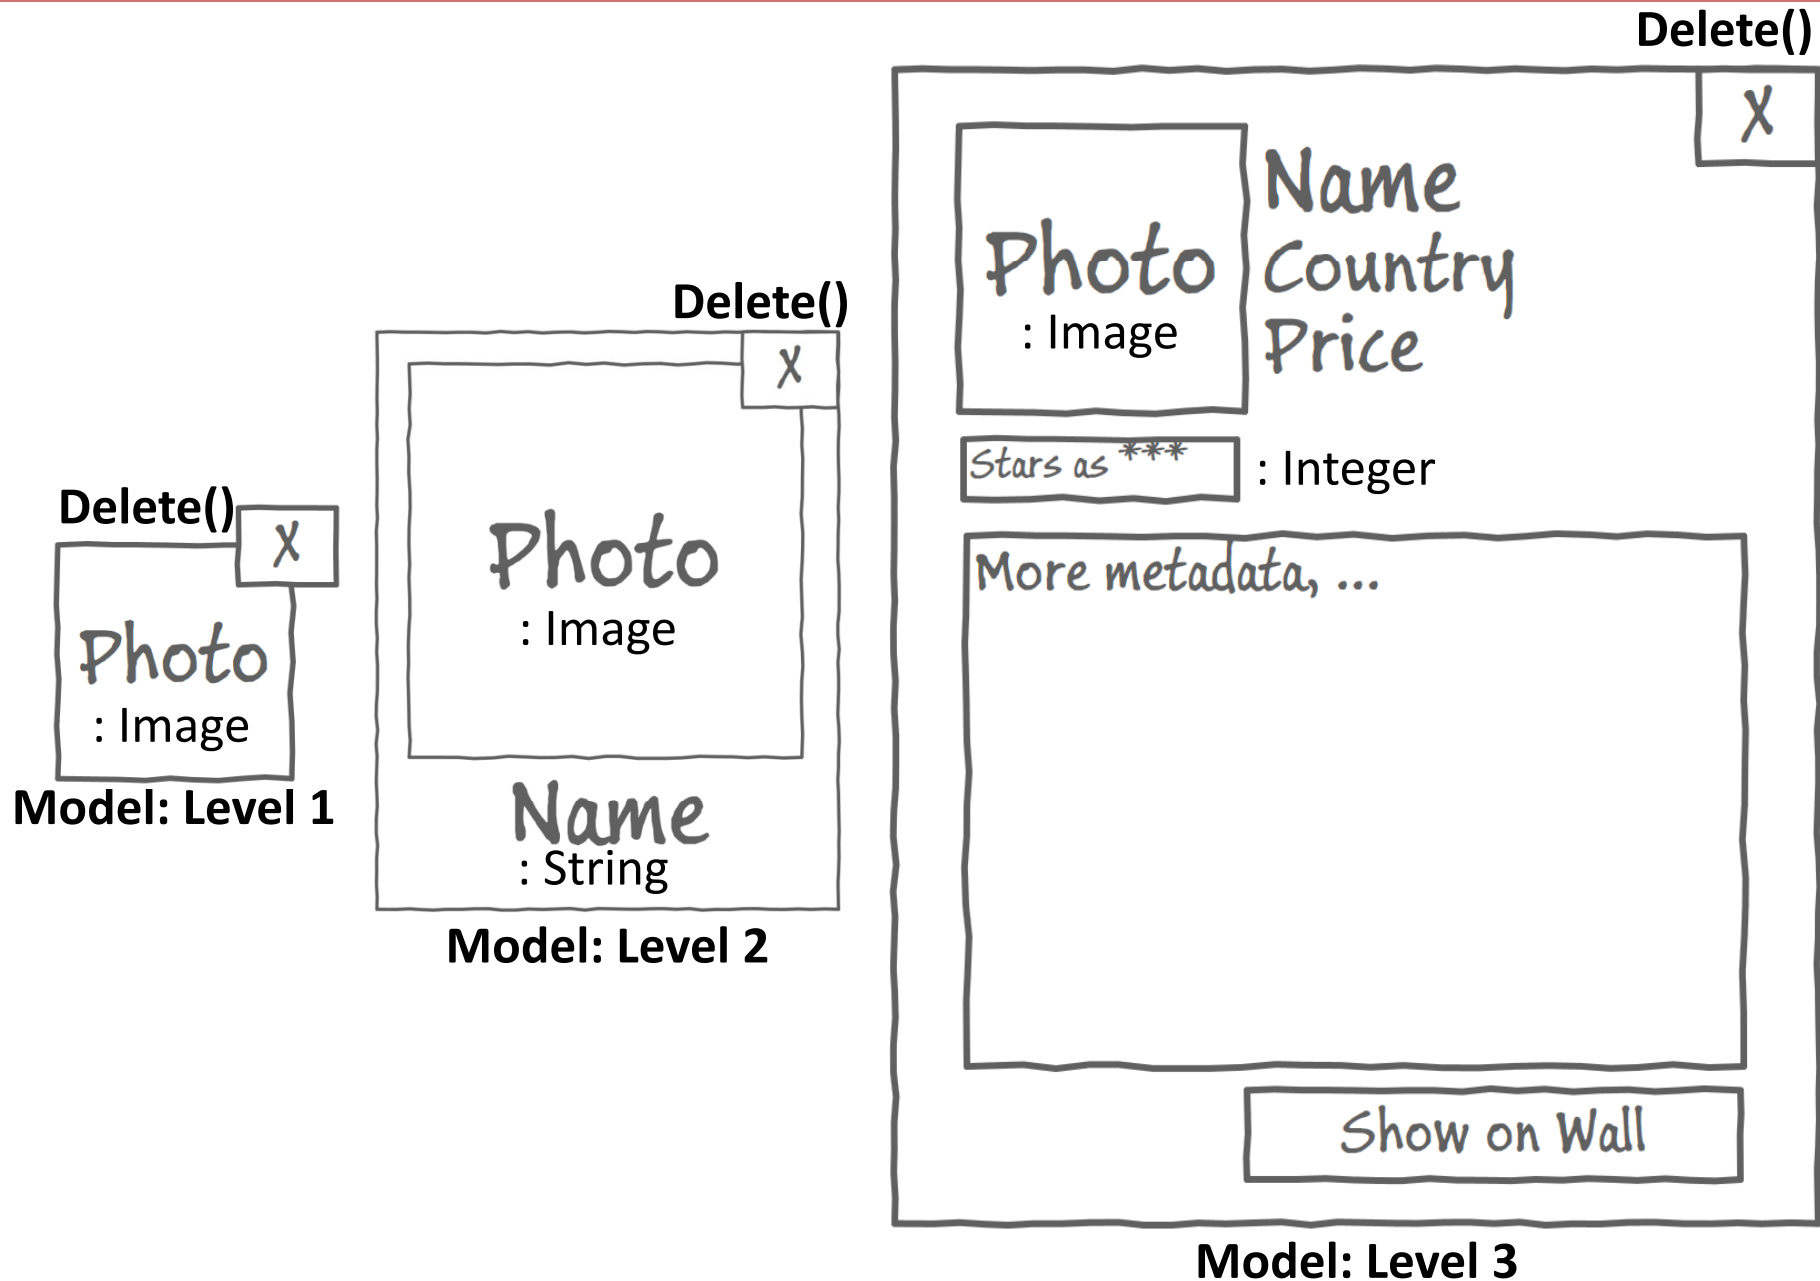 Delete()
X
Photo
: Image
Model: Level 1
Delete()
X
Photo
: Image
Name
: String
Model: Level 2
Delete()
X
Photo
: Image
Name
Country
Price
Stars as ***
: Integer
More metadata, ...
Show on Wall
Model: Level 3